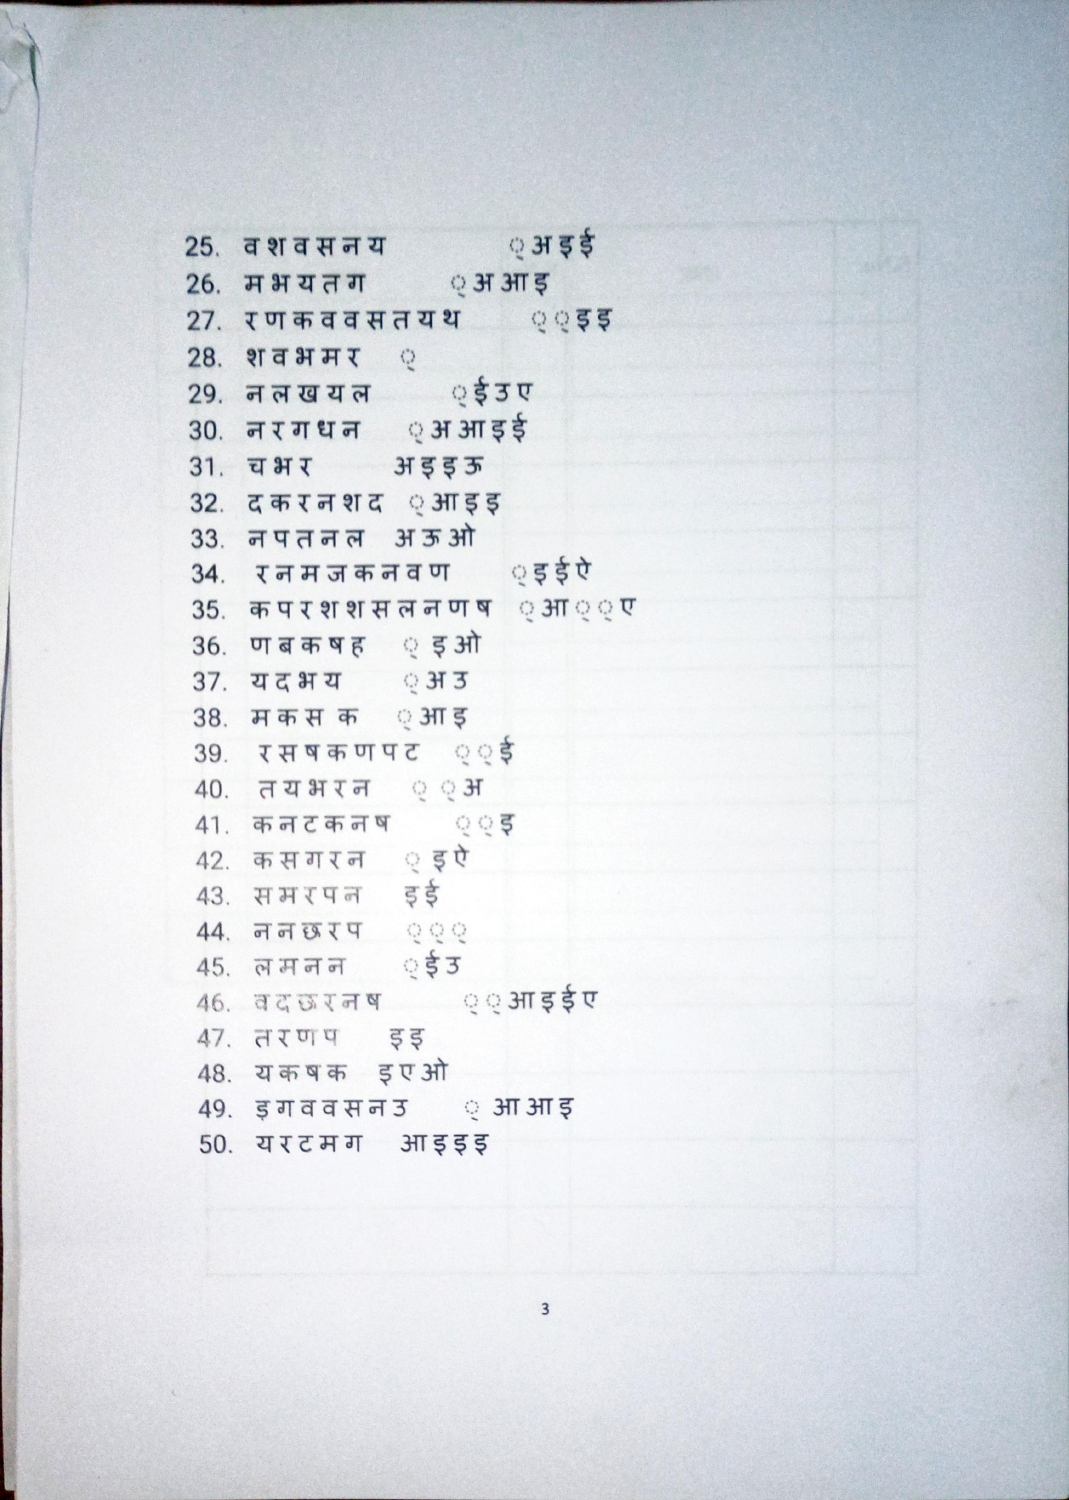 25. व श व स न य ् अ इ ई
26. म भ य त ग ् अ आ इ
27. र ण क व व स त य थ ् ् इ इ
28. श व भ म र ्
29. न ल ख य ल ् ई उ ए
30. न र ग ध न ् अ आ इ ई
31. च भ र अ इ इ ऊ
32. द क र न श द ् आ इ इ
33. न प त न ल अ ऊ ओ
34. र न म ज क न व ण ् इ ई ऐ
35. क प र श श स ल न ण ष ् आ ् ् ए
36. ण ब क ष ह ् इ ओ
37. य द भ य ् अ उ
38. म क स क ् आ इ
39. र स ष क ण प ट ् ् ई
40. त य भ र न ् ् अ
41. क न ट क न ष ् ् इ
42. क स ग र न ् इ ऐ
43. स म र प न इ ई
44. न न छ र प ् ् ्
45. ल म न न ् ई उ
46. व द छ र न ष ् ् आ इ ई ए
47. त र ण प इ इ
48. य क ष क इ ए ओ
49. इ ग व व स न उ ् आ आ इ
50. य र ट म ग आ इ इ इ
3